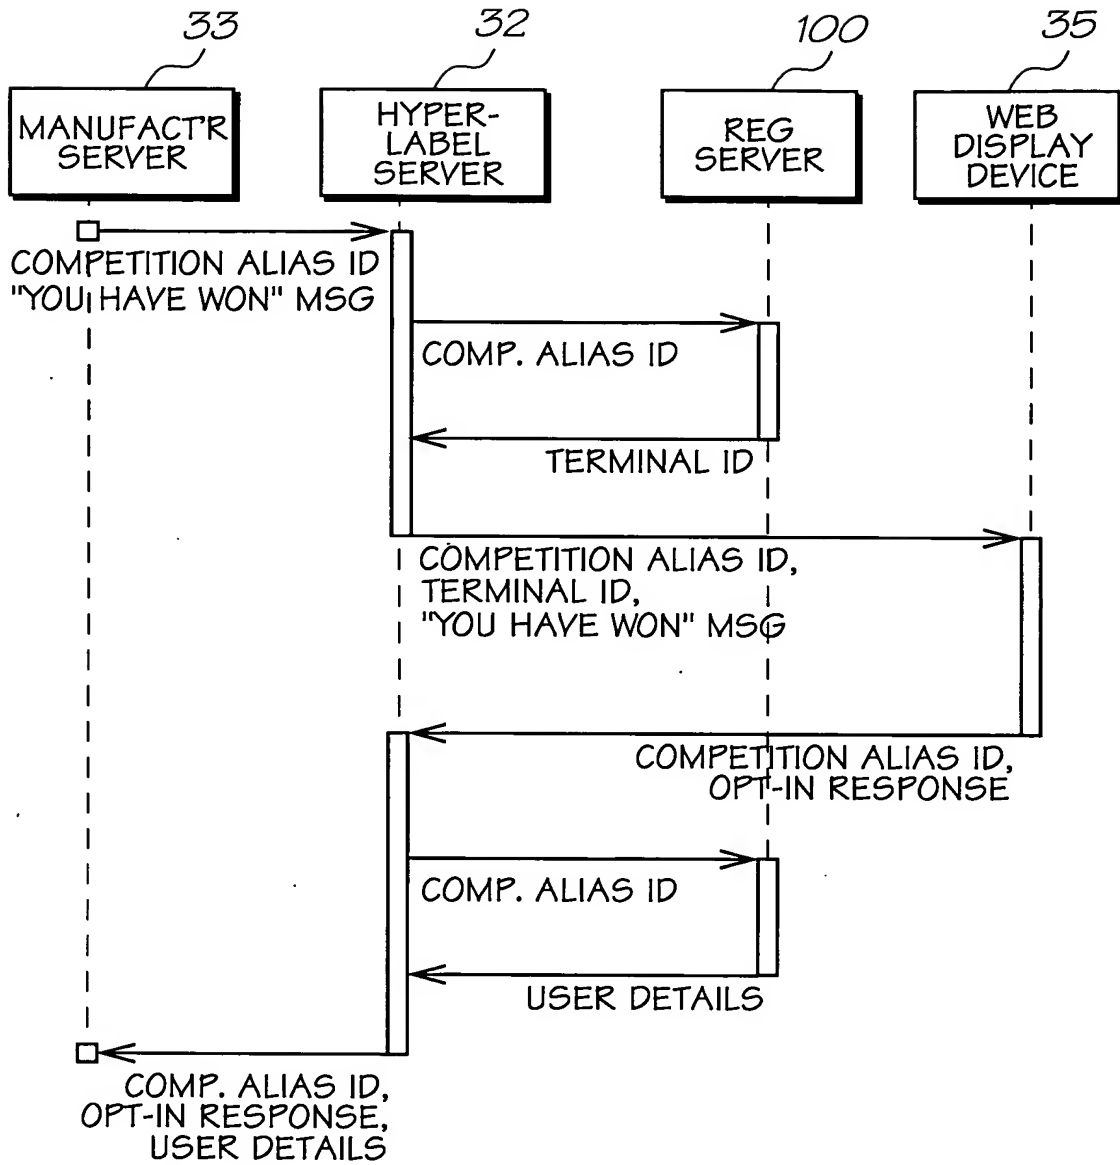 33
32
100
35
MANUFACT'R
SERVER
HYPER-
LABEL
SERVER
REG
SERVER
WEB
DISPLAY
DEVICE
COMPETITION ALIAS ID
"YOU HAVE WON" MSG
COMP. ALIAS ID
TERMINAL ID
COMPETITION ALIAS ID,
TERMINAL ID,
"YOU HAVE WON" MSG
COMPETITION ALIAS ID,
OPT-IN RESPONSE
COMP. ALIAS ID
USER DETAILS
COMP. ALIAS ID,
OPT-IN RESPONSE,
USER DETAILS